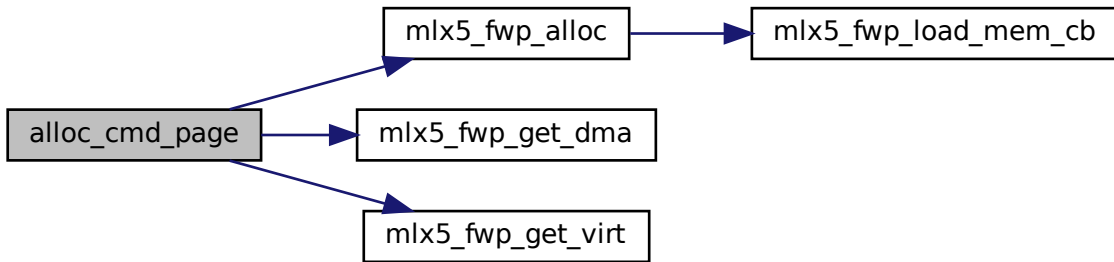 alloc_cmd_page
mlx5_fwp_alloc
mlx5_fwp_load_mem_cb
mlx5_fwp_get_dma
mlx5_fwp_get_virt